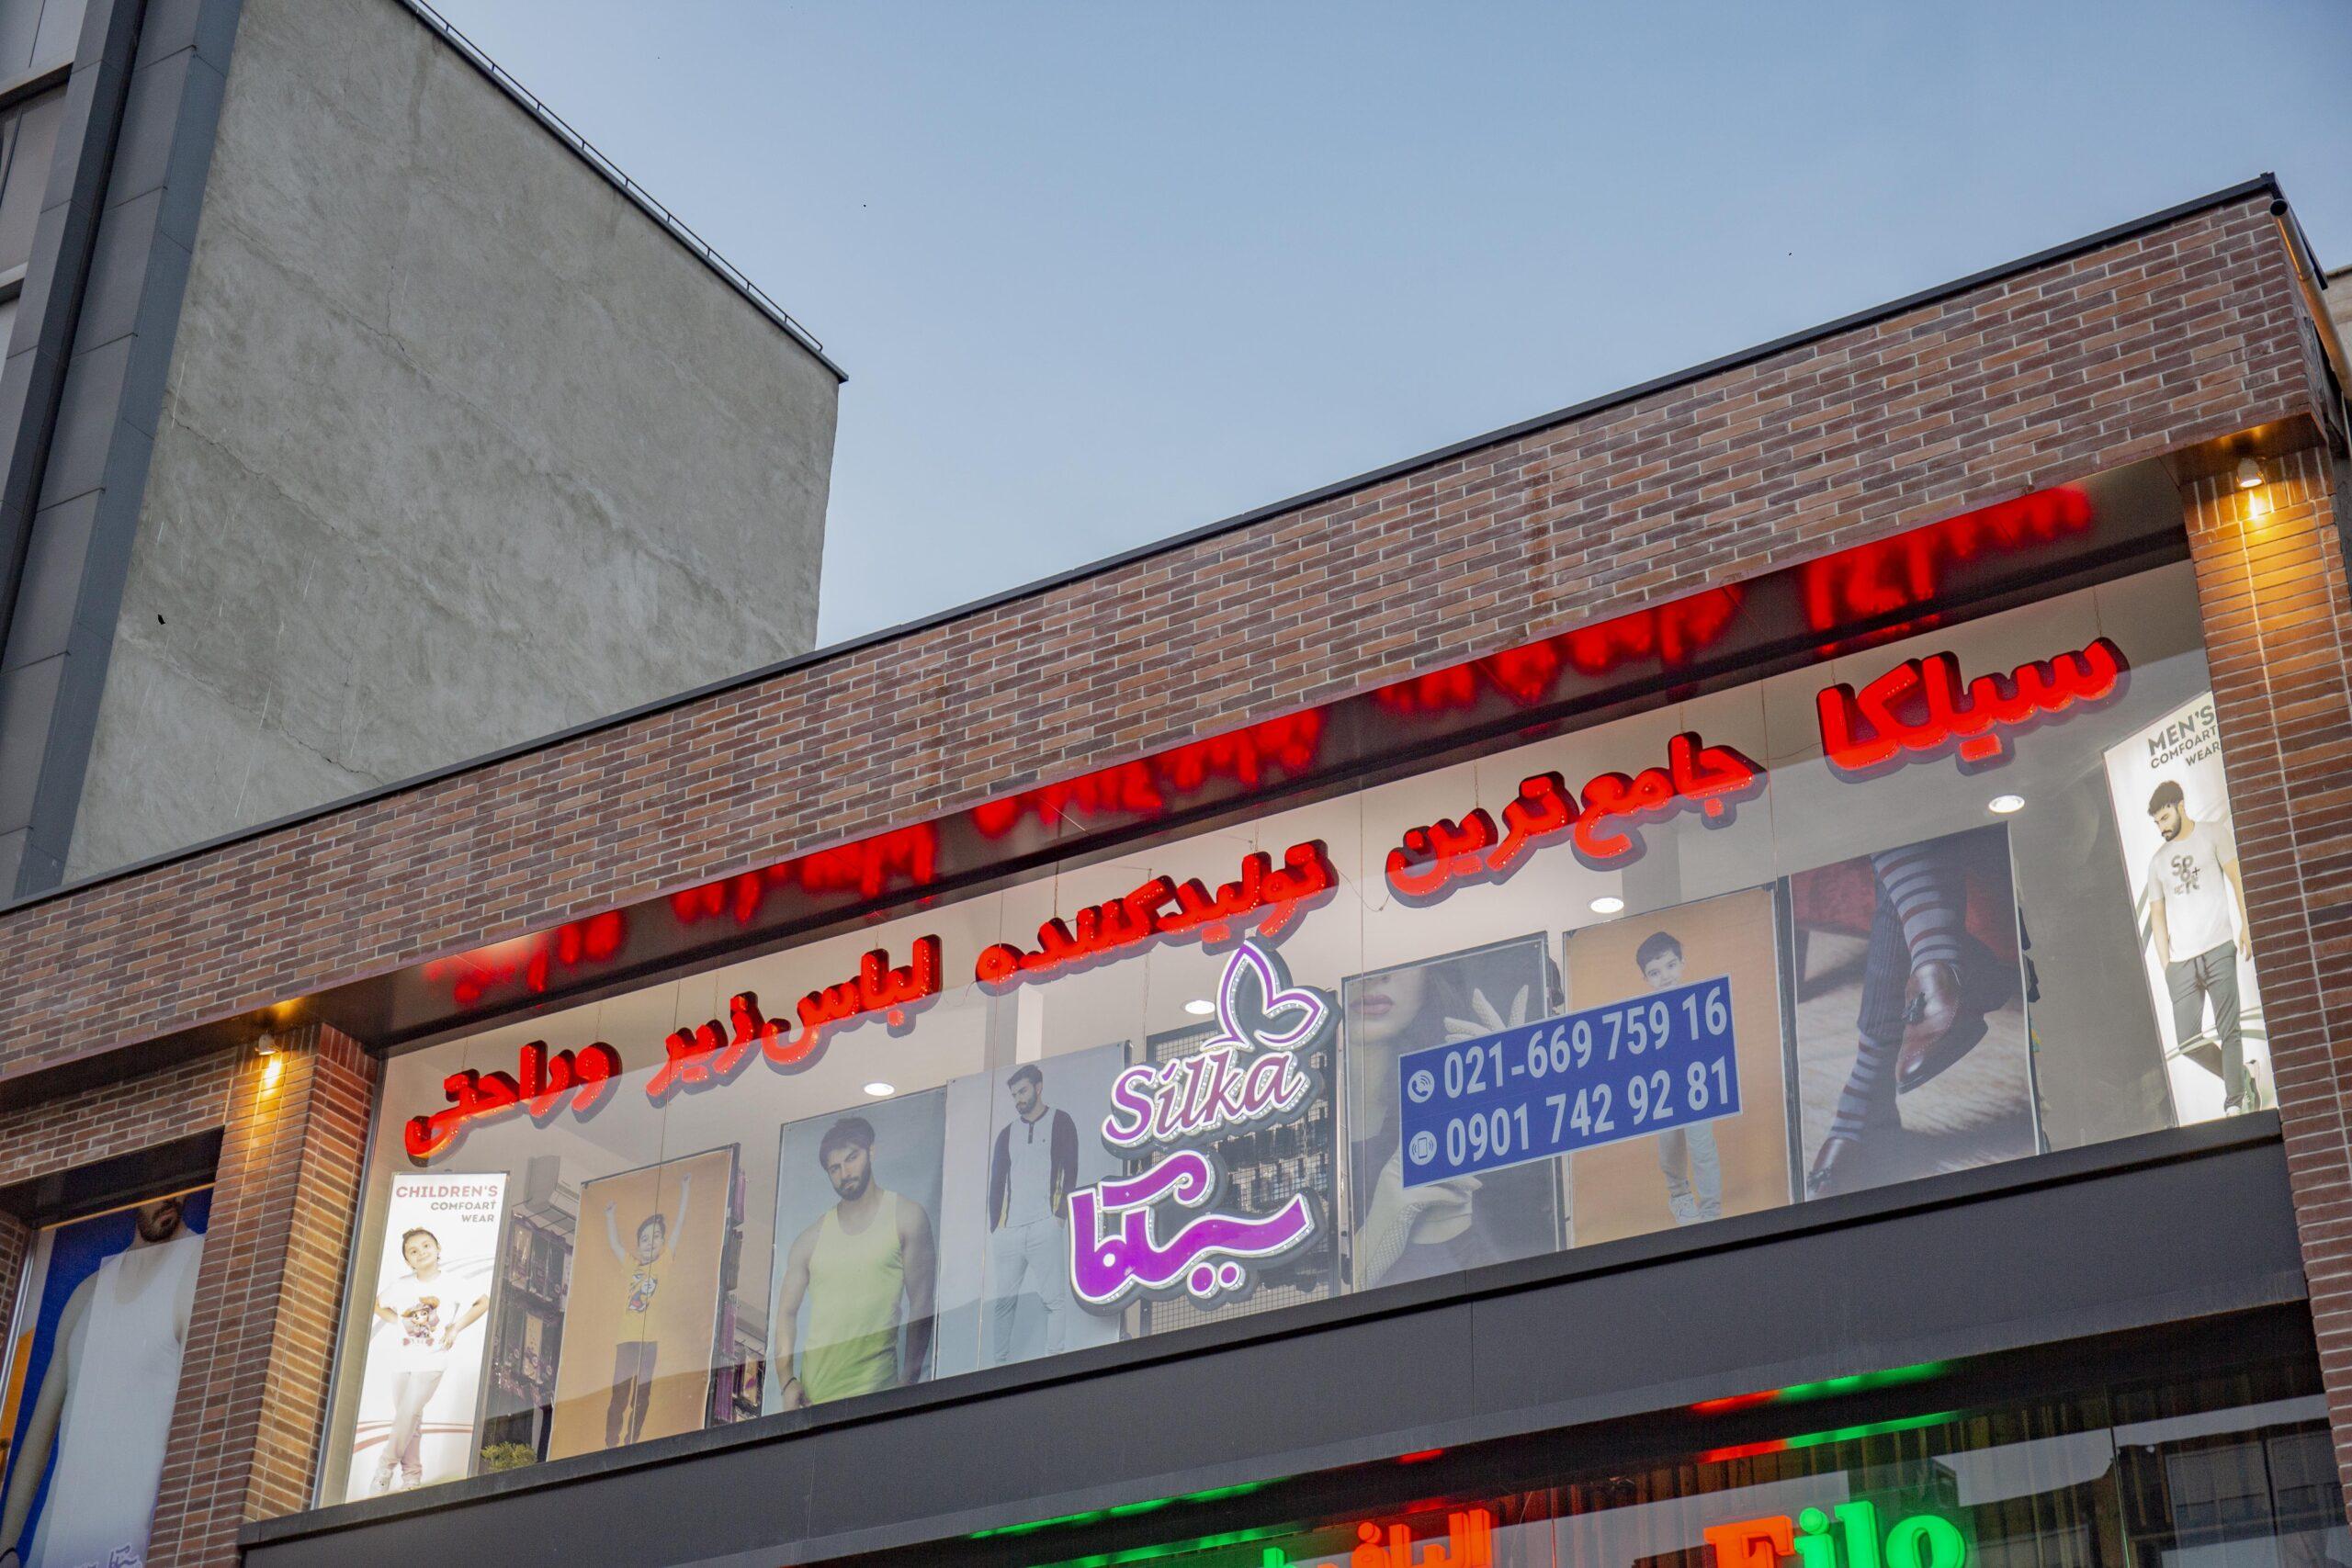 سیلکا جامع‌ترین تولیدکننده لباس‌زیر وراحتی
MEN'S
COMFOART
WEAR
Silka
سیلکا
021-669 759 16
0901 742 92 81
CHILDREN'S
COMFOART
WEAR
Filo